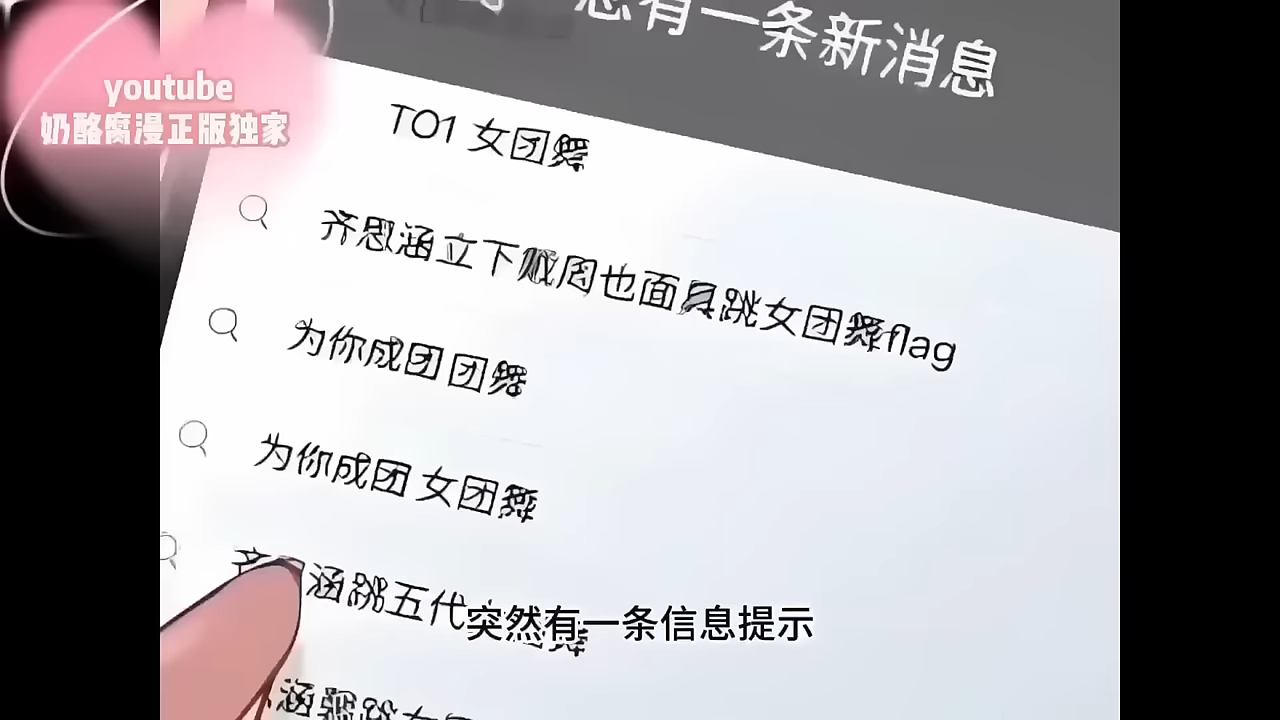 您有一条新消息
youtube
奶酪腐漫正版独家
TO1 女团舞
齐思涵立下戴周也面具跳女团舞flag
为你成团 团舞
为你成团 女团舞
涵跳五代
突然有一条信息提示